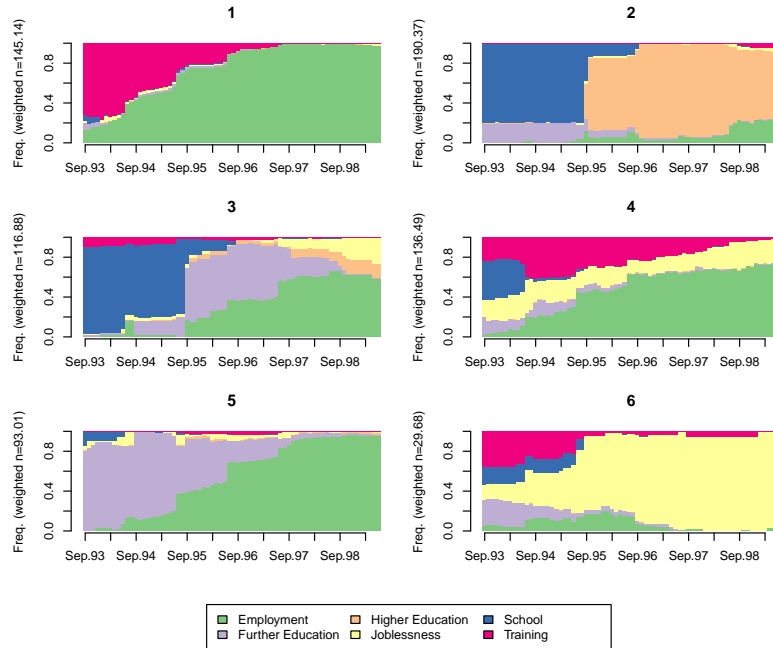 1
Freq. (weighted n=145.14)
0.0 0.4 0.8
Sep.93 Sep.94 Sep.95 Sep.96 Sep.97 Sep.98
2
Freq. (weighted n=190.37)
0.0 0.4 0.8
Sep.93 Sep.94 Sep.95 Sep.96 Sep.97 Sep.98
3
Freq. (weighted n=116.88)
0.0 0.4 0.8
Sep.93 Sep.94 Sep.95 Sep.96 Sep.97 Sep.98
4
Freq. (weighted n=136.49)
0.0 0.4 0.8
Sep.93 Sep.94 Sep.95 Sep.96 Sep.97 Sep.98
5
Freq. (weighted n=93.01)
0.0 0.4 0.8
Sep.93 Sep.94 Sep.95 Sep.96 Sep.97 Sep.98
6
Freq. (weighted n=29.68)
0.0 0.4 0.8
Sep.93 Sep.94 Sep.95 Sep.96 Sep.97 Sep.98
Employment Higher Education School
Further Education Joblessness Training